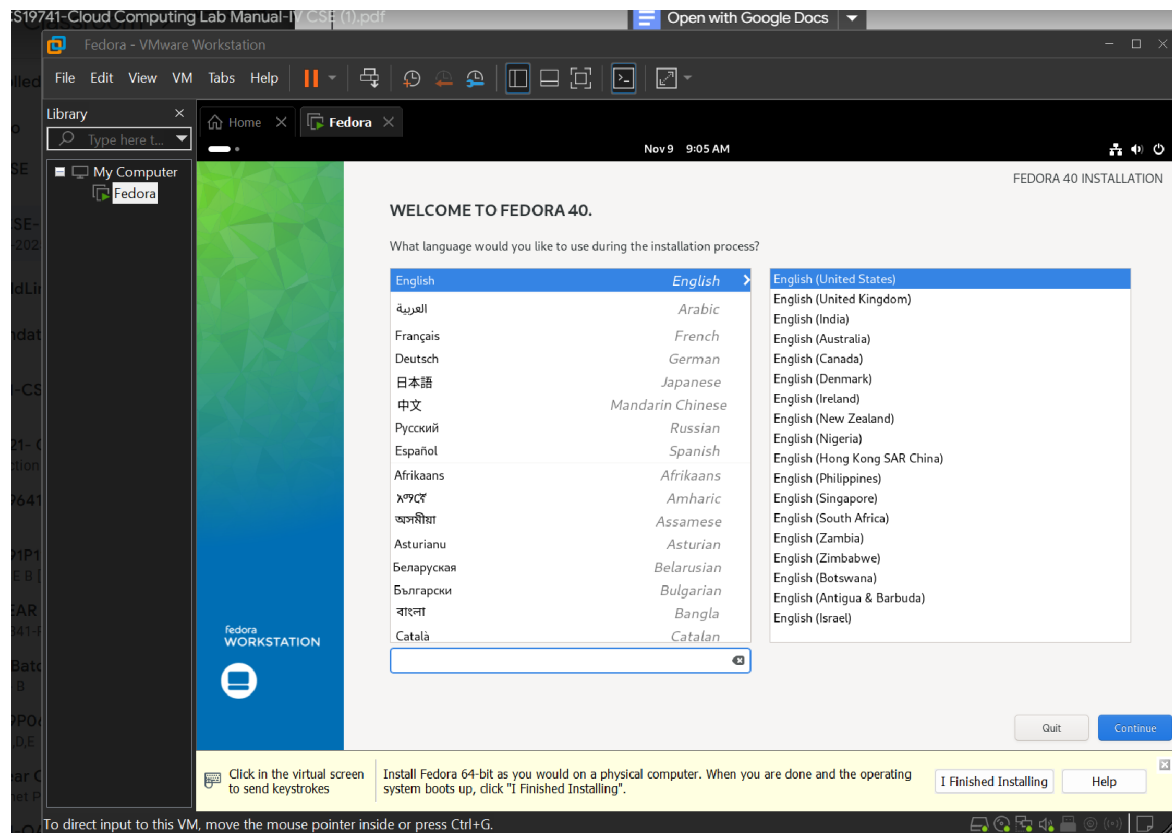 S19741-Cloud Computing Lab Manual-IV CSE (1).pdf
Open with Google Docs
Fedora - VMware Workstation
File Edit View VM Tabs Help
Library
Type here t...
My Computer
Fedora
Home
Fedora
Nov 9 9:05 AM
FEDORA 40 INSTALLATION
WELCOME TO FEDORA 40.
What language would you like to use during the installation process?
English English
العربية Arabic
Français French
Deutsch German
日本語 Japanese
中文 Mandarin Chinese
Русский Russian
Español Spanish
Afrikaans Afrikaans
አማርኛ Amharic
অসমীয়া Assamese
Asturianu Asturian
Беларуская Belarusian
Български Bulgarian
বাংলা Bangla
Català Catalan
English (United States)
English (United Kingdom)
English (India)
English (Australia)
English (Canada)
English (Denmark)
English (Ireland)
English (New Zealand)
English (Nigeria)
English (Hong Kong SAR China)
English (Philippines)
English (Singapore)
English (South Africa)
English (Zambia)
English (Zimbabwe)
English (Botswana)
English (Antigua & Barbuda)
English (Israel)
fedora
WORKSTATION
Quit
Continue
Click in the virtual screen
to send keystrokes
Install Fedora 64-bit as you would on a physical computer. When you are done and the operating
system boots up, click "I Finished Installing".
I Finished Installing
Help
To direct input to this VM, move the mouse pointer inside or press Ctrl+G.